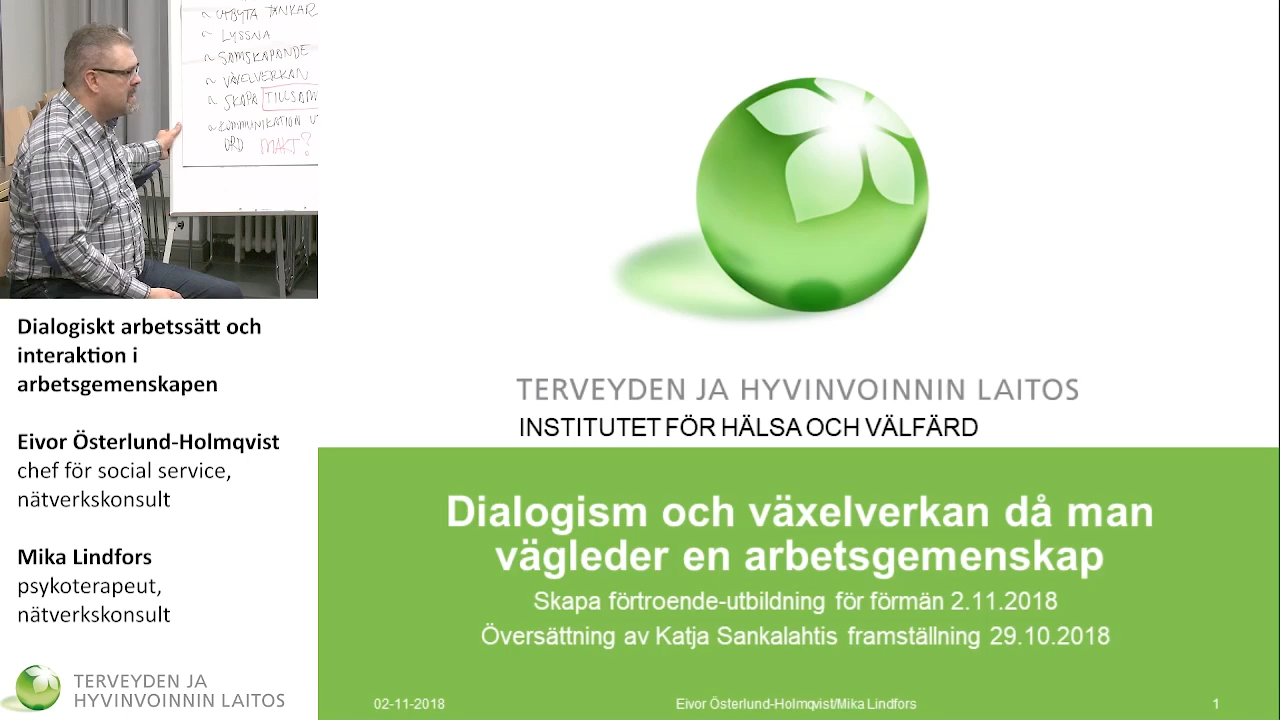 ~ UTBYTA TANKAR
~ LYSSNA
~ SAMSKAPANDE
~ VÄXELVERKAN
~ SKAPA
~ KOMMUNIKATION
ORD MAKT?
Dialogiskt arbetssätt och
interaktion i
arbetsgemenskapen
Eivor Österlund-Holmqvist
chef för social service,
nätverkskonsult
Mika Lindfors
psykoterapeut,
nätverkskonsult
TERVEYDEN JA
HYVINVOINNIN LAITOS
TERVEYDEN JA HYVINVOINNIN LAITOS
INSTITUTET FÖR HÄLSA OCH VÄLFÄRD
Dialogism och växelverkan då man
vägleder en arbetsgemenskap
Skapa förtroende-utbildning för förmän 2.11.2018
Översättning av Katja Sankalahtis framställning 29.10.2018
02-11-2018 Eivor Österlund-Holmqvist/Mika Lindfors 1